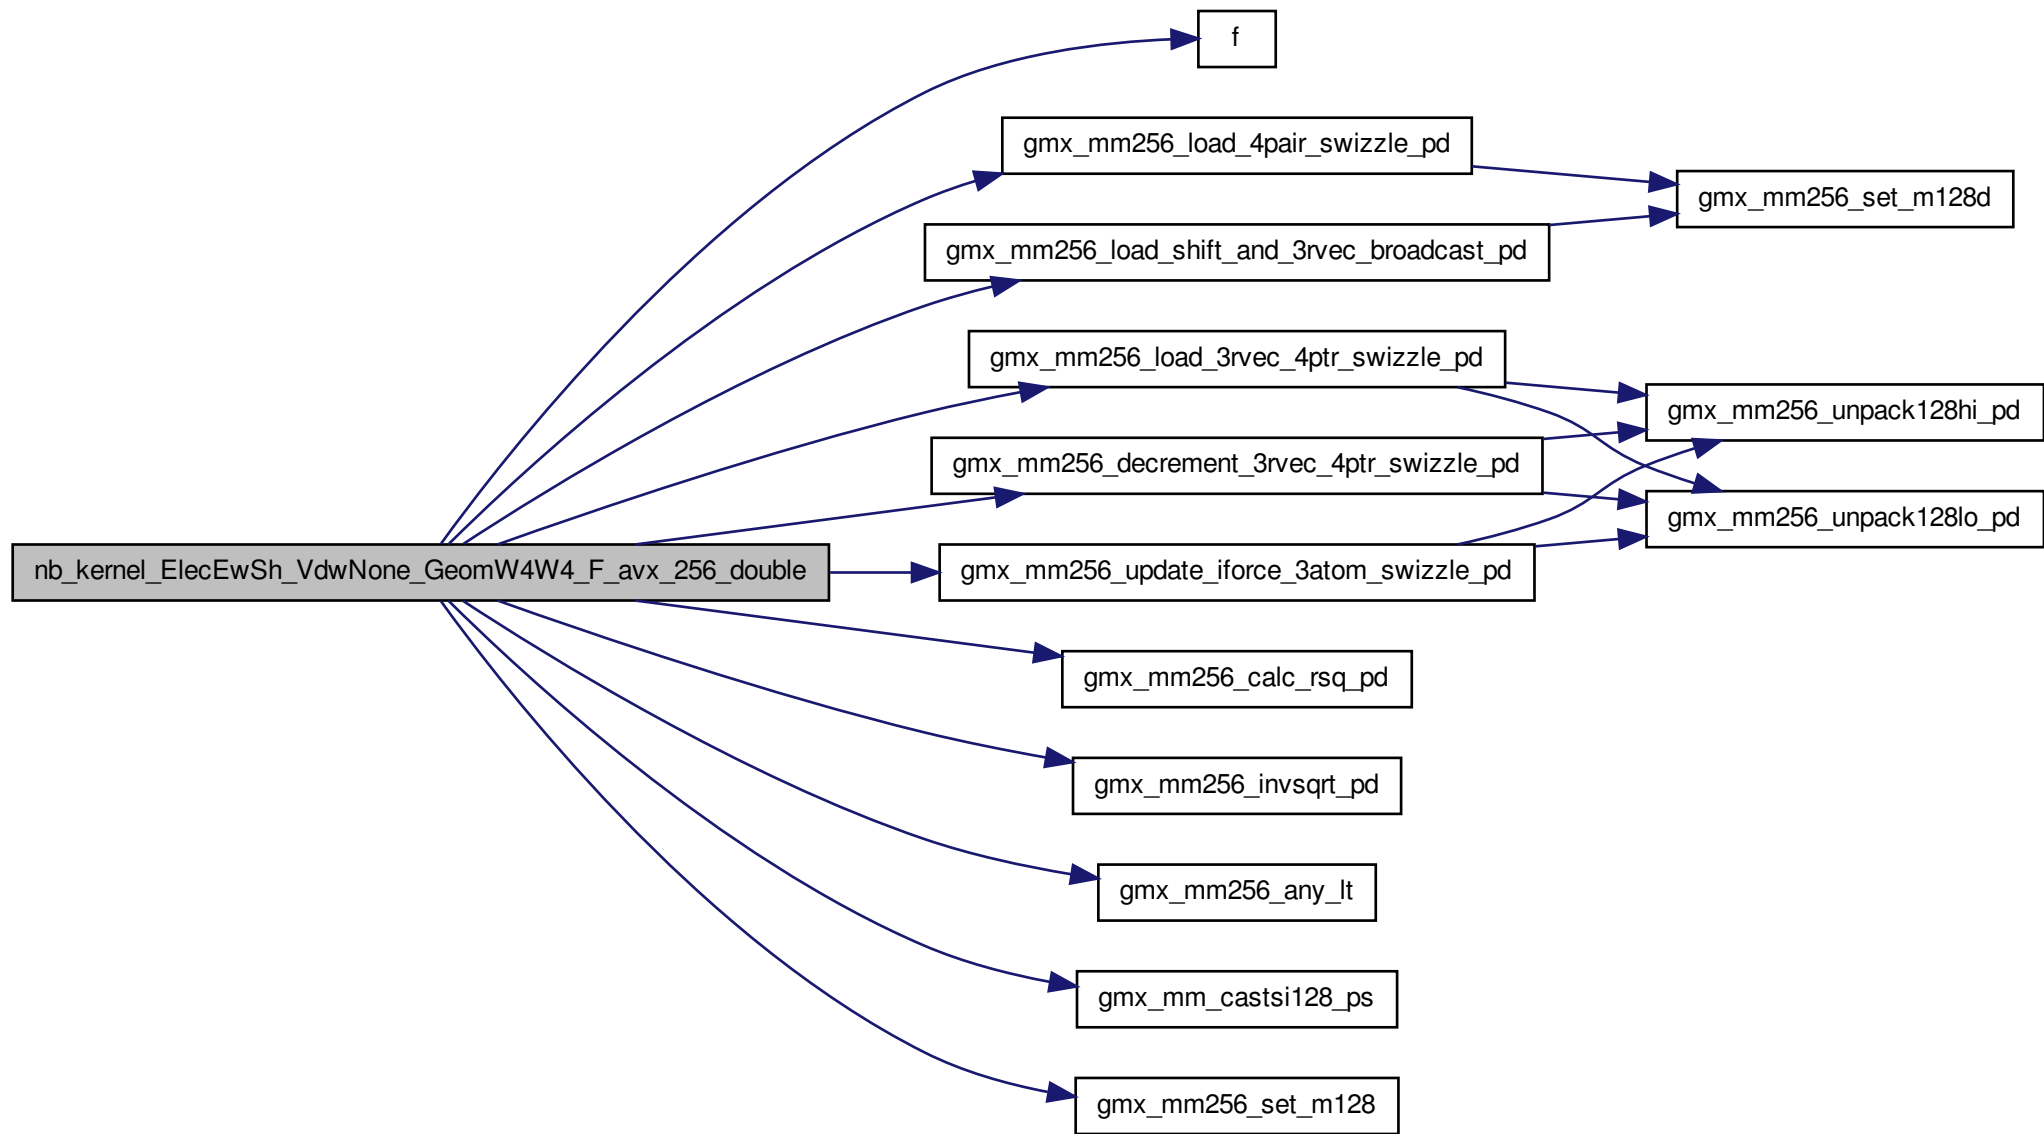 f
gmx_mm256_load_4pair_swizzle_pd
gmx_mm256_set_m128d
gmx_mm256_load_shift_and_3rvec_broadcast_pd
gmx_mm256_load_3rvec_4ptr_swizzle_pd
gmx_mm256_unpack128hi_pd
gmx_mm256_decrement_3rvec_4ptr_swizzle_pd
gmx_mm256_unpack128lo_pd
nb_kernel_ElecEwSh_VdwNone_GeomW4W4_F_avx_256_double
gmx_mm256_update_iforce_3atom_swizzle_pd
gmx_mm256_calc_rsq_pd
gmx_mm256_invsqrt_pd
gmx_mm256_any_lt
gmx_mm_castsi128_ps
gmx_mm256_set_m128